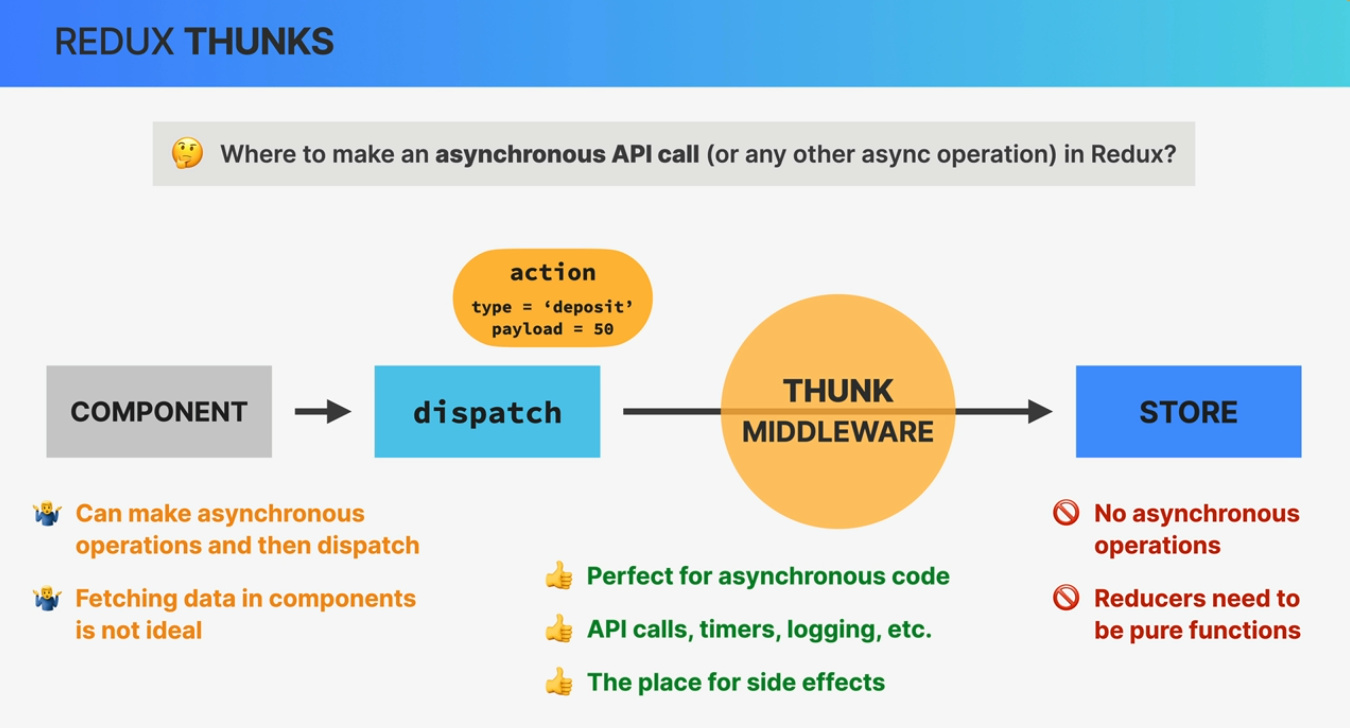 REDUX THUNKS
🤔 Where to make an asynchronous API call (or any other async operation) in Redux?
action
type = ‘deposit’
payload = 50
COMPONENT
dispatch
THUNK
MIDDLEWARE
STORE
🤷‍♂️ Can make asynchronous
operations and then dispatch
🤷‍♂️ Fetching data in components
is not ideal
👍 Perfect for asynchronous code
👍 API calls, timers, logging, etc.
👍 The place for side effects
🚫 No asynchronous
operations
🚫 Reducers need to
be pure functions